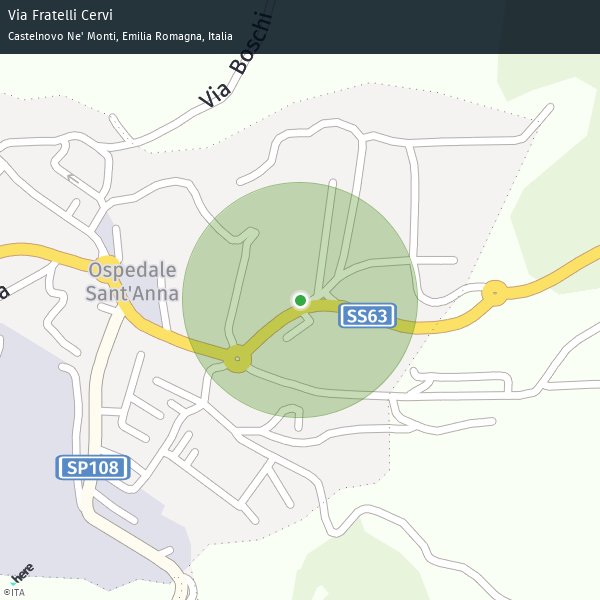 Via Fratelli Cervi
Castelnovo Ne' Monti, Emilia Romagna, Italia
Via Boschi
Ospedale
Sant'Anna
a
SS63
SP108
here
©ITA